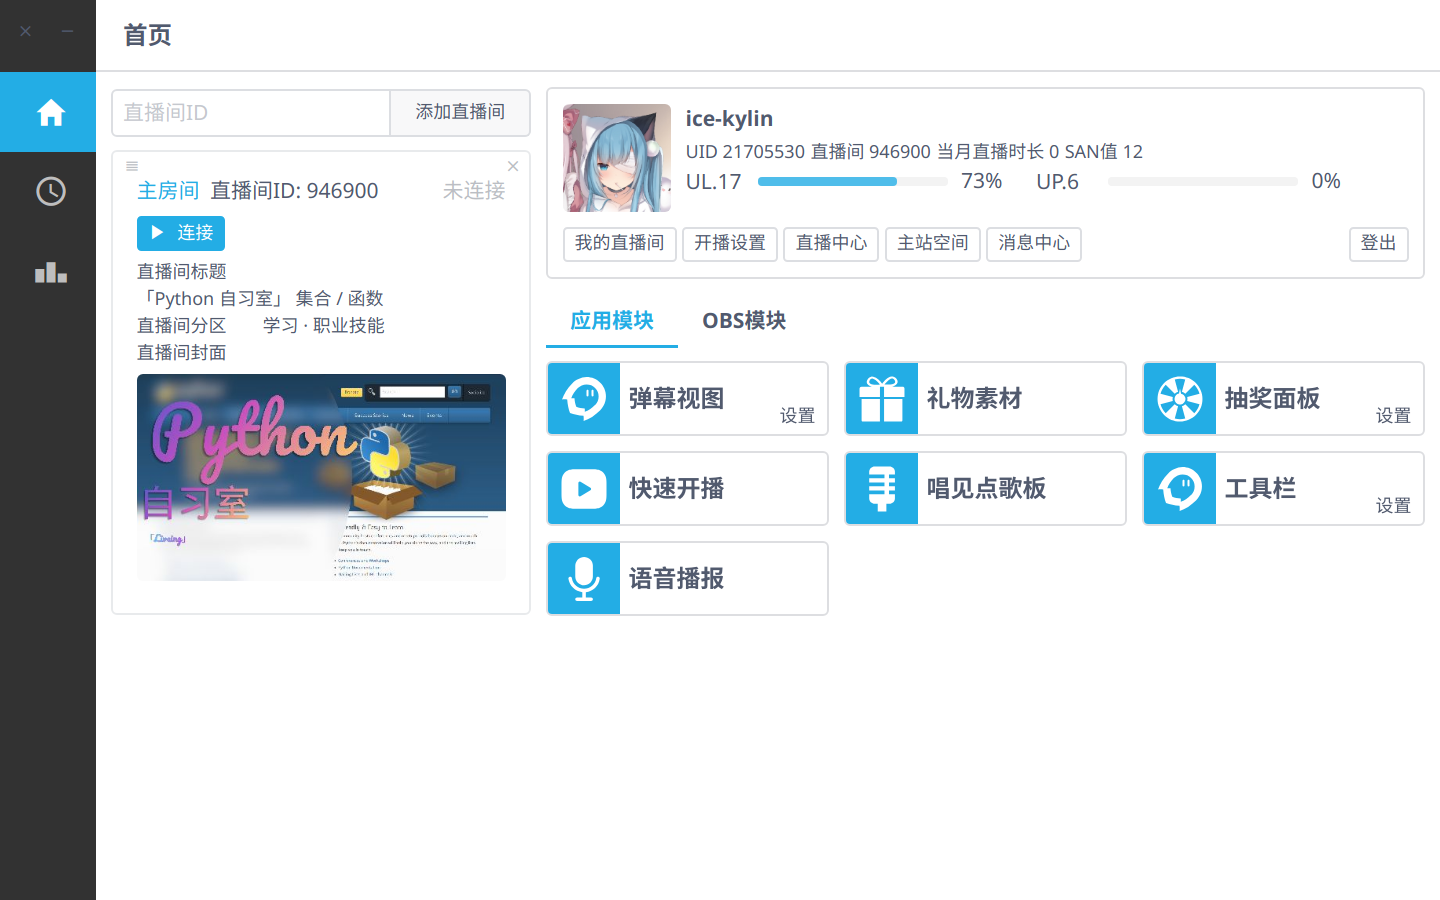 首页
直播间ID
添加直播间
主房间 直播间ID: 946900
未连接
连接
直播间标题
「Python 自习室」 集合 / 函数
直播间分区 学习 · 职业技能
直播间封面
Python
自习室
「Living」
ice-kylin
UID 21705530 直播间 946900 当月直播时长 0 SAN值 12
UL.17 73% UP.6 0%
我的直播间 开播设置 直播中心 主站空间 消息中心 登出
应用模块 OBS模块
弹幕视图 设置
礼物素材
抽奖面板 设置
快速开播
唱见点歌板
工具栏 设置
语音播报